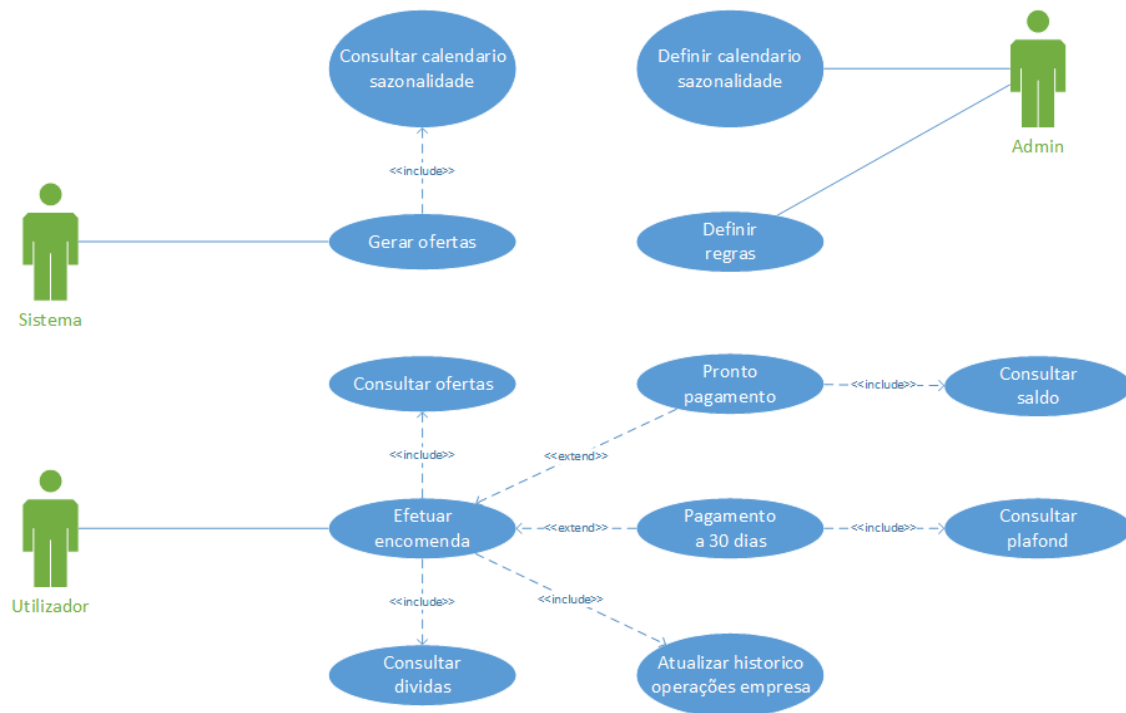 Consultar calendario
sazonalidade
Definir calendario
sazonalidade
Admin
<<include>>
Gerar ofertas
Definir
regras
Sistema
Consultar ofertas
Pronto
pagamento
<<include>>
Consultar
saldo
<<include>>
<<extend>>
Efetuar
encomenda
<<extend>>
Pagamento
a 30 dias
<<include>>
Consultar
plafond
Utilizador
<<include>>
<<include>>
Consultar
dividas
Atualizar historico
operações empresa